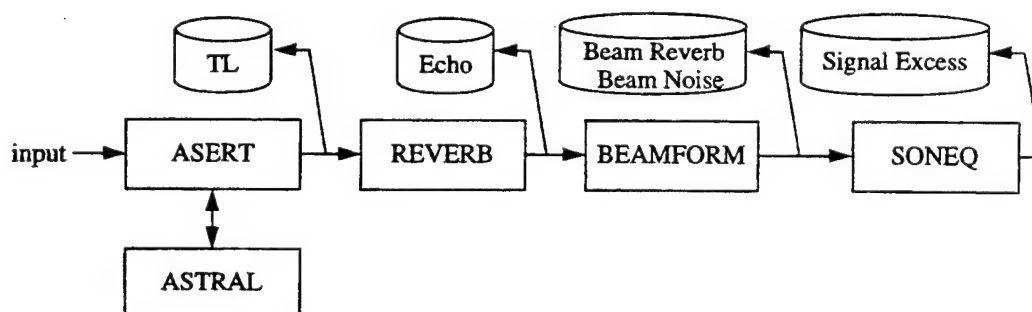 TL
Echo
Beam Reverb
Beam Noise
Signal Excess
input
ASERT
REVERB
BEAMFORM
SONEQ
ASTRAL